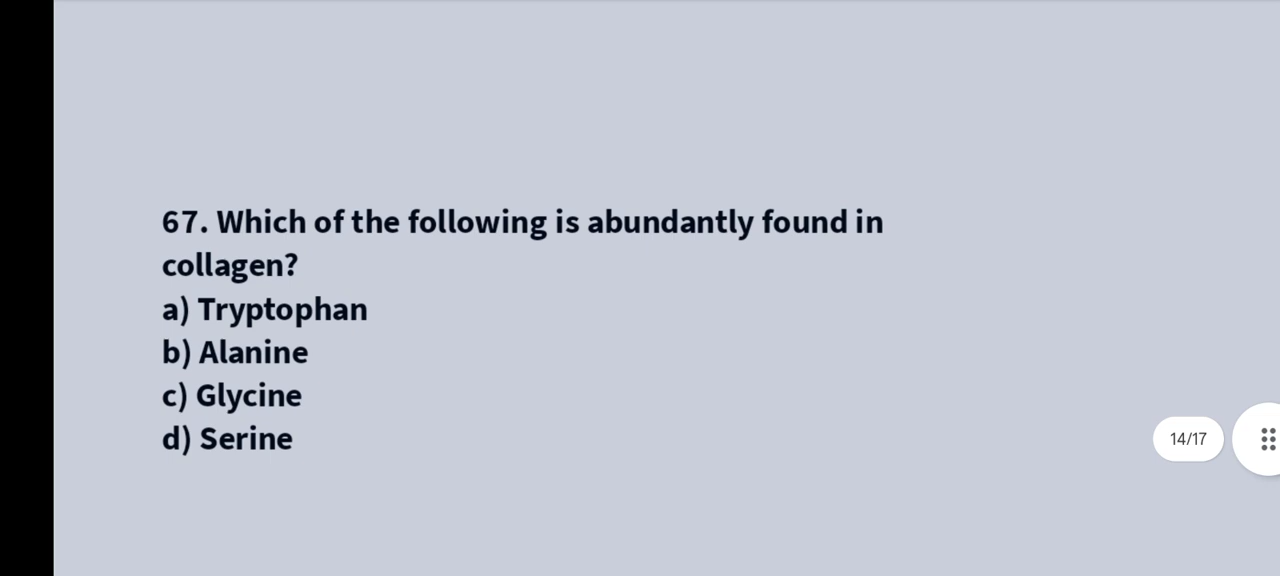 67. Which of the following is abundantly found in
collagen?
a) Tryptophan
b) Alanine
c) Glycine
d) Serine
14/17